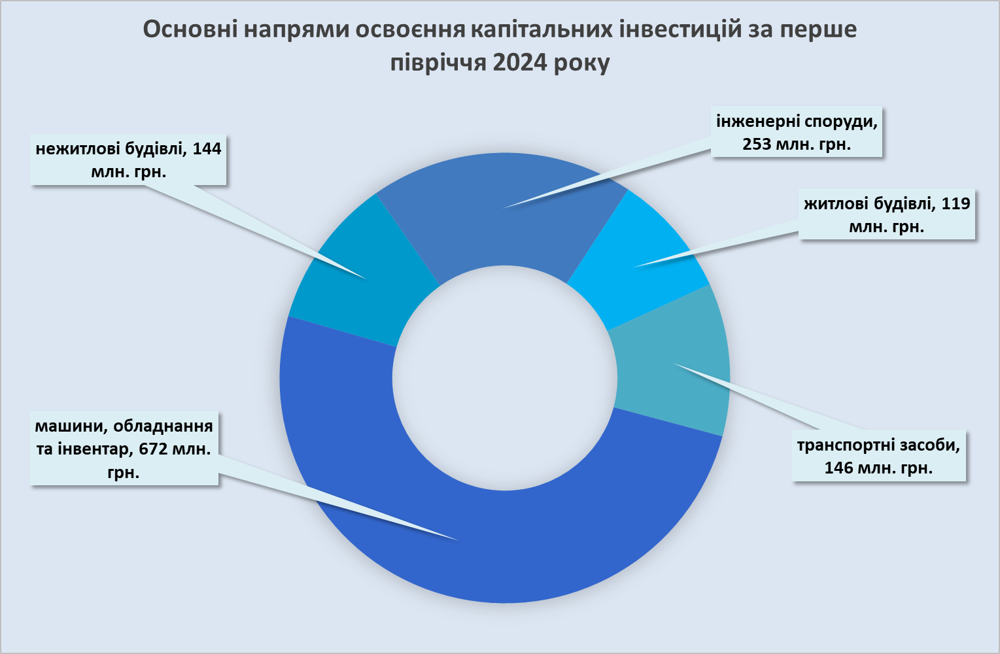 Основні напрями освоєння капітальних інвестицій за перше
півріччя 2024 року
інженерні споруди,
253 млн. грн.
нежитлові будівлі, 144
млн. грн.
житлові будівлі, 119
млн. грн.
машини, обладнання
та інвентар, 672 млн.
грн.
транспортні засоби,
146 млн. грн.